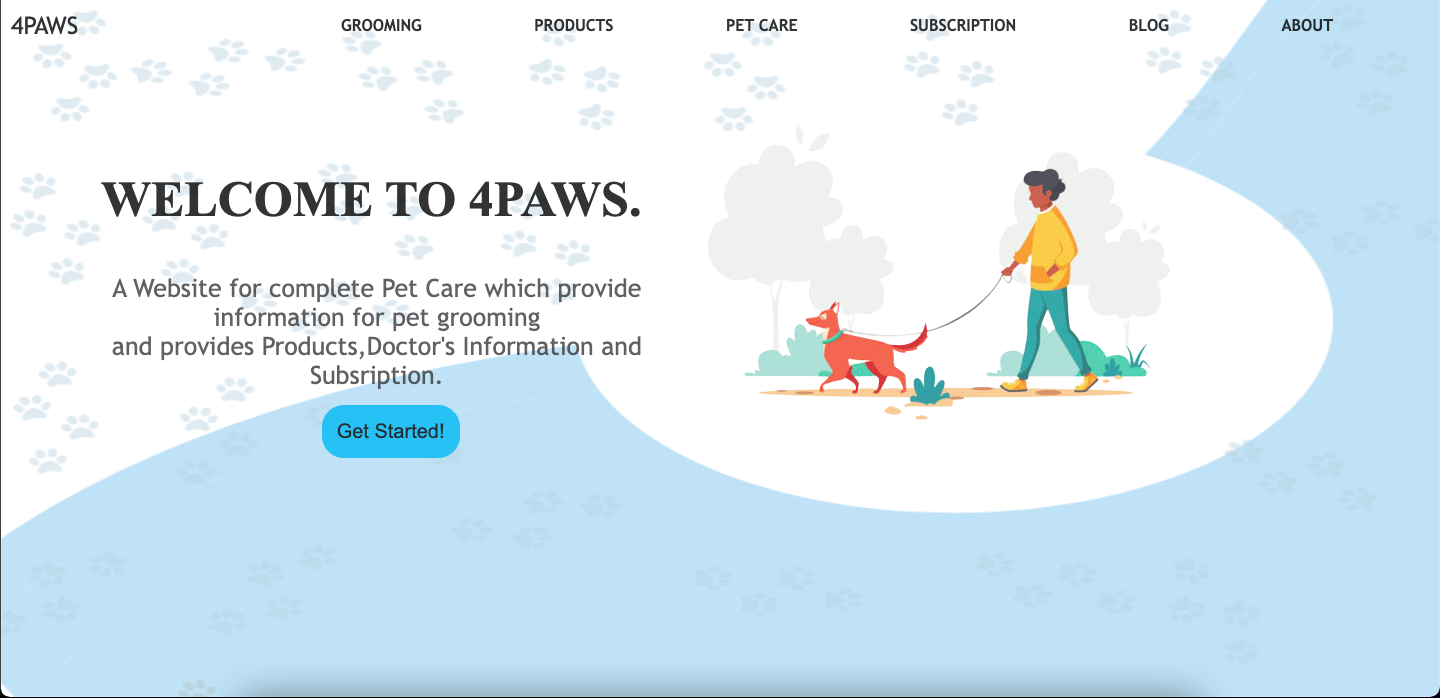 4PAWS
GROOMING
PRODUCTS
PET CARE
SUBSCRIPTION
BLOG
ABOUT
WELCOME TO 4PAWS.
A Website for complete Pet Care which provide
information for pet grooming
and provides Products,Doctor's Information and
Subsription.
Get Started!